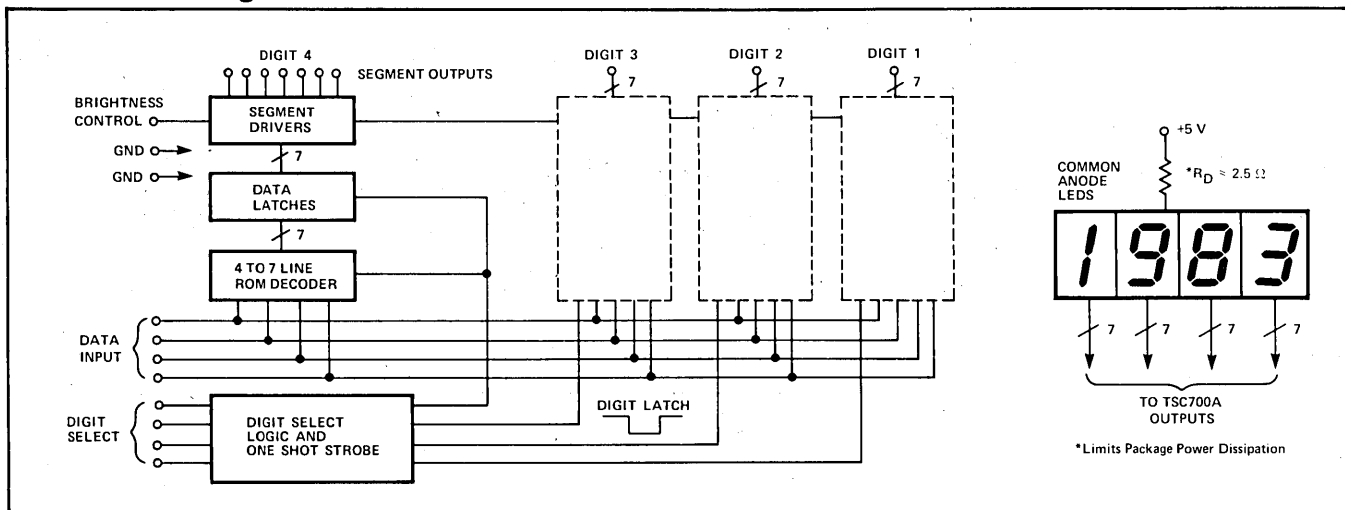 DIGIT 4
SEGMENT OUTPUTS
BRIGHTNESS
CONTROL
SEGMENT
DRIVERS
GND
GND
7
DATA
LATCHES
7
4 TO 7 LINE
ROM DECODER
DATA
INPUT
DIGIT
SELECT
DIGIT SELECT
LOGIC AND
ONE SHOT STROBE
DIGIT LATCH
DIGIT 3
7
DIGIT 2
7
DIGIT 1
7
+5 V
*RD = 2.5 Ω
COMMON
ANODE
LEDS
1983
7 7 7 7
TO TSC700A
OUTPUTS
*Limits Package Power Dissipation